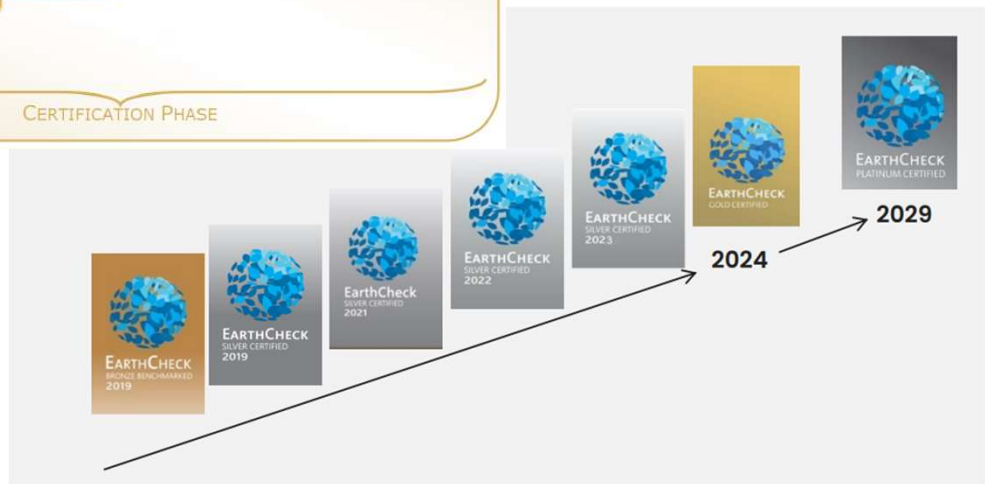 CERTIFICATION PHASE
EARTHCHECK
BRONZE BENCHMARKED
2019
EARTHCHECK
SILVER CERTIFIED
2019
EarthCheck
SILVER CERTIFIED
2021
EARTHCHECK
SILVER CERTIFIED
2022
EARTHCHECK
SILVER CERTIFIED
2023
EARTHCHECK
GOLD CERTIFIED
2024
EARTHCHECK
PLATINUM CERTIFIED
2029